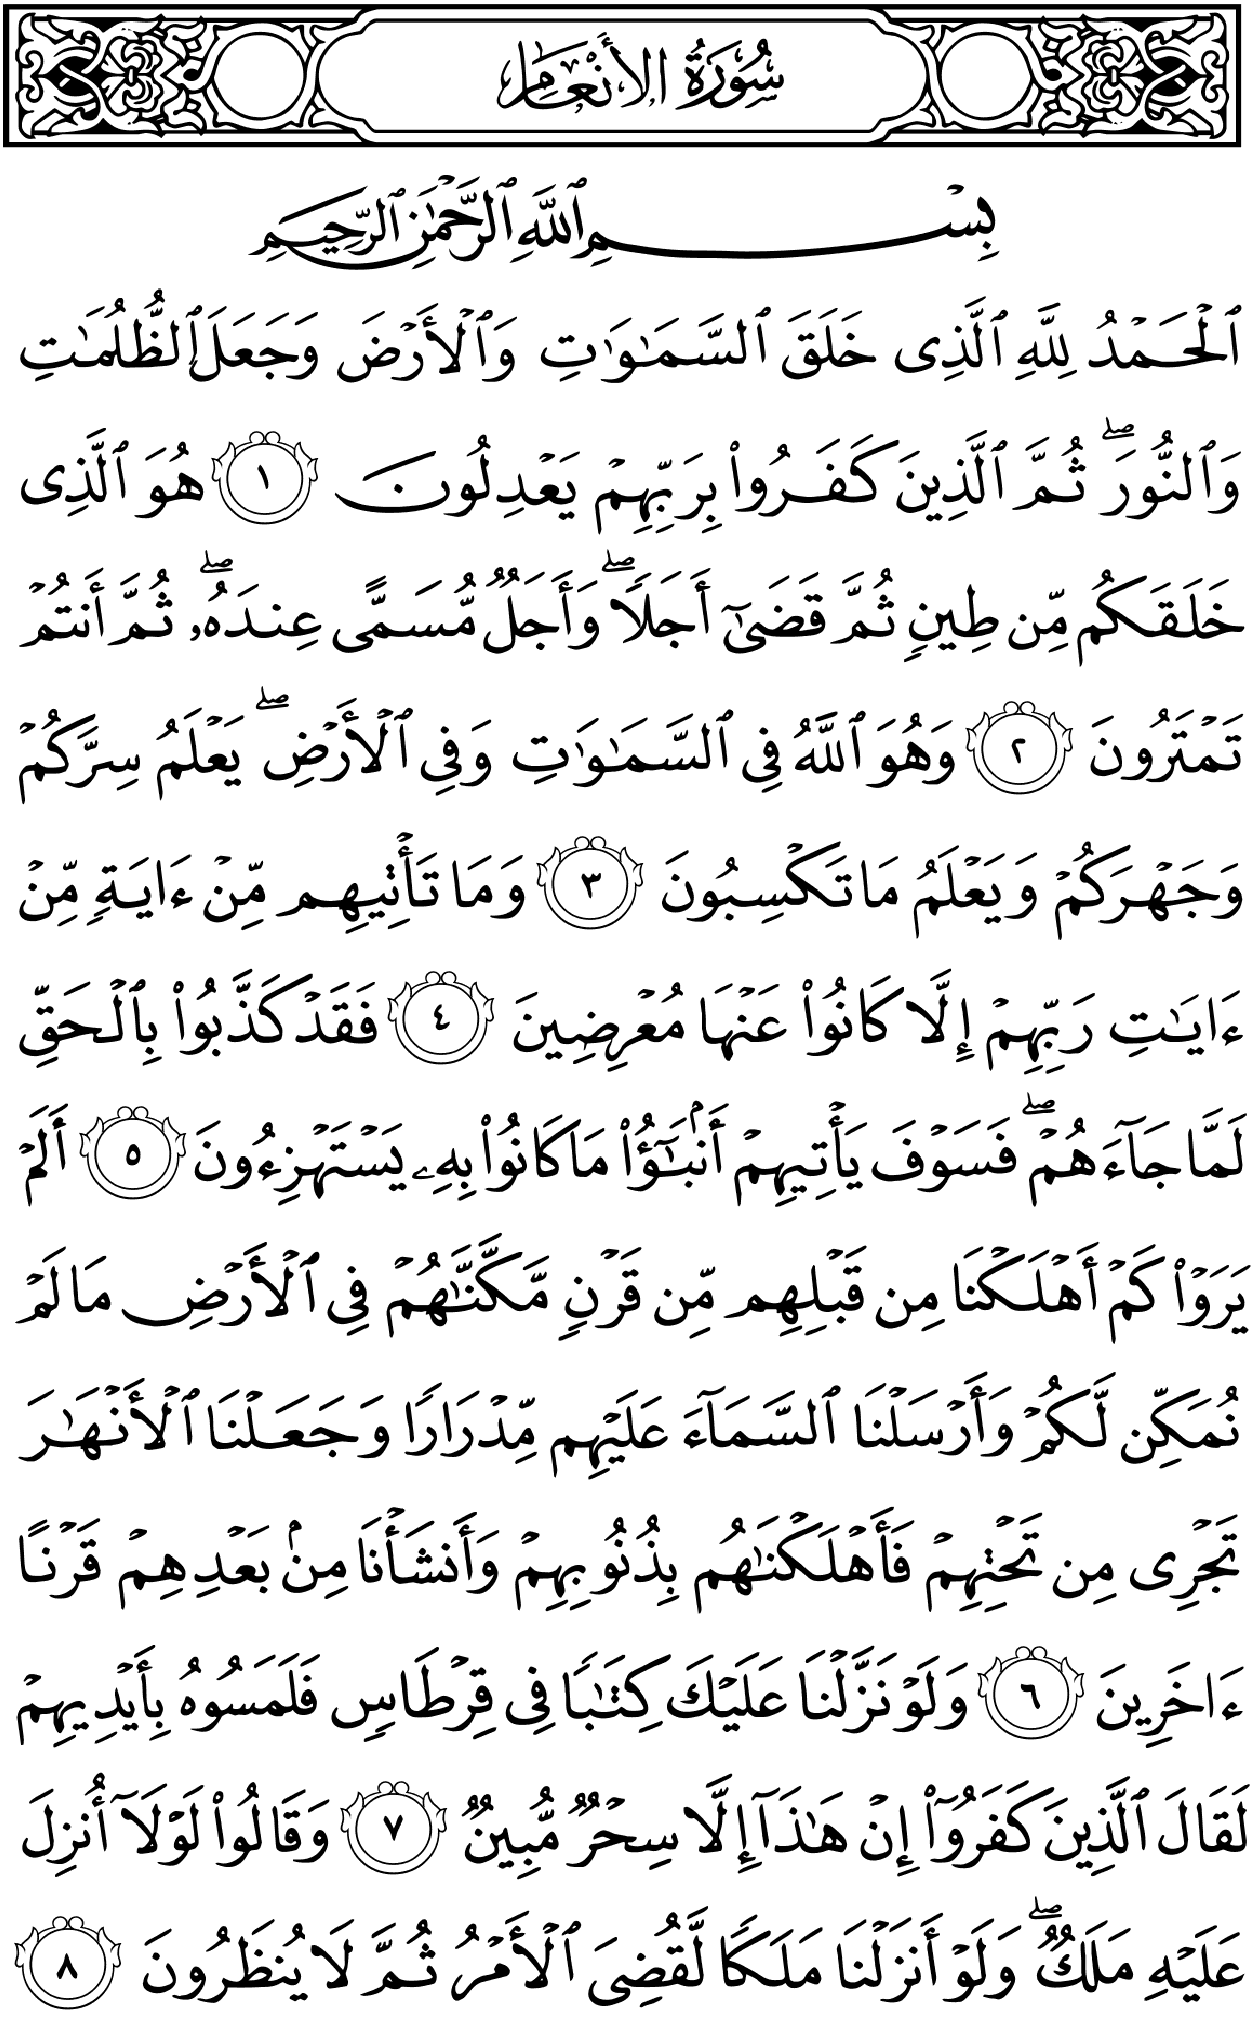 سُورَةُ الأَنْعَامِ
بِسْمِ ٱللَّهِ ٱلرَّحْمَٰنِ ٱلرَّحِيمِ
ٱلْحَمْدُ لِلَّهِ ٱلَّذِى خَلَقَ ٱلسَّمَٰوَٰتِ وَٱلْأَرْضَ وَجَعَلَ ٱلظُّلُمَٰتِ
وَٱلنُّورَ ۖ ثُمَّ ٱلَّذِينَ كَفَرُوا۟ بِرَبِّهِمْ يَعْدِلُونَ ١ هُوَ ٱلَّذِى
خَلَقَكُم مِّن طِينٍ ثُمَّ قَضَىٰٓ أَجَلًا ۖ وَأَجَلٌ مُّسَمًّى عِندَهُۥ ۖ ثُمَّ أَنتُمْ
تَمْتَرُونَ ٢ وَهُوَ ٱللَّهُ فِى ٱلسَّمَٰوَٰتِ وَفِى ٱلْأَرْضِ ۖ يَعْلَمُ سِرَّكُمْ
وَجَهْرَكُمْ وَيَعْلَمُ مَا تَكْسِبُونَ ٣ وَمَا تَأْتِيهِم مِّنْ ءَايَةٍ مِّنْ
ءَايَٰتِ رَبِّهِمْ إِلَّا كَانُوا۟ عَنْهَا مُعْرِضِينَ ٤ فَقَدْ كَذَّبُوا۟ بِٱلْحَقِّ
لَمَّا جَآءَهُمْ ۖ فَسَوْفَ يَأْتِيهِمْ أَنۢبَٰٓؤُا۟ مَا كَانُوا۟ بِهِۦ يَسْتَهْزِءُونَ ٥ أَلَمْ
يَرَوْا۟ كَمْ أَهْلَكْنَا مِن قَبْلِهِم مِّن قَرْنٍ مَّكَّنَّٰهُمْ فِى ٱلْأَرْضِ مَا لَمْ
نُمَكِّن لَّكُمْ وَأَرْسَلْنَا ٱلسَّمَآءَ عَلَيْهِم مِّدْرَارًا وَجَعَلْنَا ٱلْأَنْهَٰرَ
تَجْرِى مِن تَحْتِهِمْ فَأَهْلَكْنَٰهُم بِذُنُوبِهِمْ وَأَنشَأْنَا مِنۢ بَعْدِهِمْ قَرْنًا
ءَاخَرِينَ ٦ وَلَوْ نَزَّلْنَا عَلَيْكَ كِتَٰبًا فِى قِرْطَاسٍ فَلَمَسُوهُ بِأَيْدِيهِمْ
لَقَالَ ٱلَّذِينَ كَفَرُوٓا۟ إِنْ هَٰذَآ إِلَّا سِحْرٌ مُّبِينٌ ٧ وَقَالُوا۟ لَوْلَآ أُنزِلَ
عَلَيْهِ مَلَكٌ ۖ وَلَوْ أَنزَلْنَا مَلَكًا لَّقُضِىَ ٱلْأَمْرُ ثُمَّ لَا يُنظَرُونَ ٨